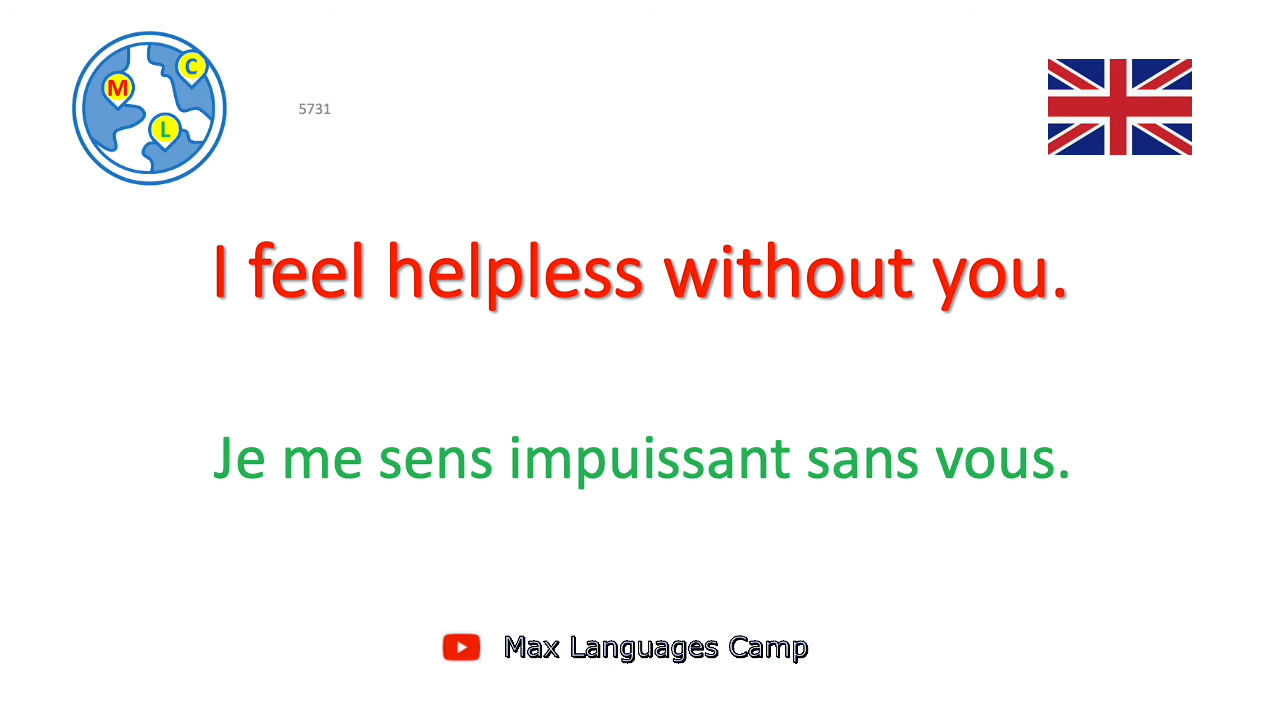 M
C
L
5731
I feel helpless without you.
Je me sens impuissant sans vous.
Max Languages Camp